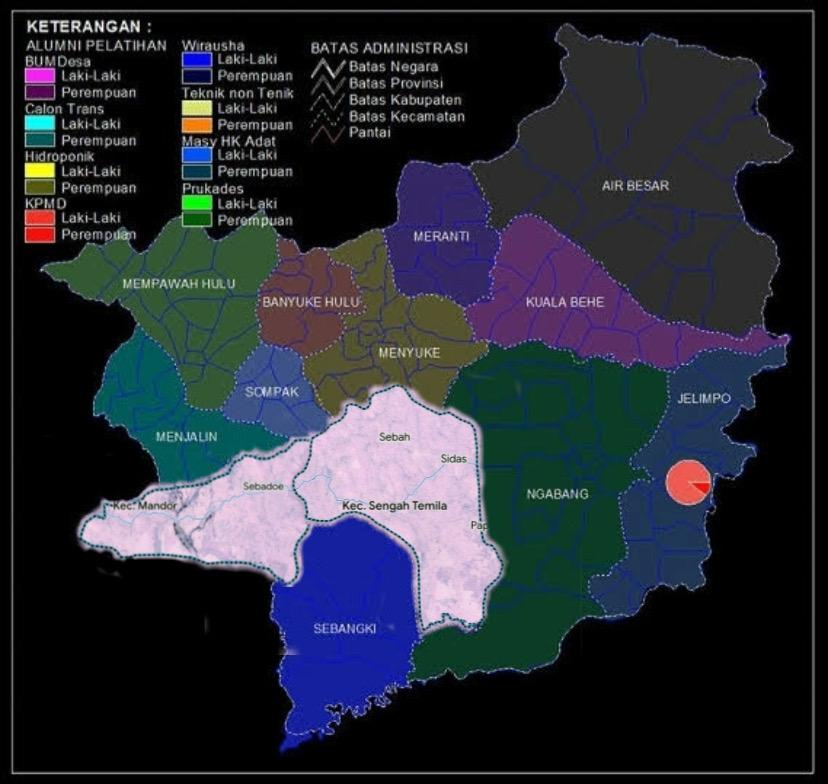 KETERANGAN :
ALUMNI PELATIHAN
BUMDesa
Laki-Laki
Perempuan
Calon Trans
Laki-Laki
Perempuan
Hidroponik
Laki-Laki
Perempuan
KPMD
Laki-Laki
Perempuan
Wirausha
Laki-Laki
Perempuan
Teknik non Tenik
Laki-Laki
Perempuan
Masy HK Adat
Laki-Laki
Perempuan
Prukades
Laki-Laki
Perempuan
BATAS ADMINISTRASI
Batas Negara
Batas Provinsi
Batas Kabupaten
Batas Kecamatan
Pantai
AIR BESAR
MERANTI
MEMPAWAH HULU
BANYUKE HULU
KUALA BEHE
MENYUKE
SOMPAK
JELIMPO
MENJALIN
Sebah
Sidas
Sebadoe
NGABANG
Kec. Mandor
Kec. Sengah Temila
Pap
SEBANGKI